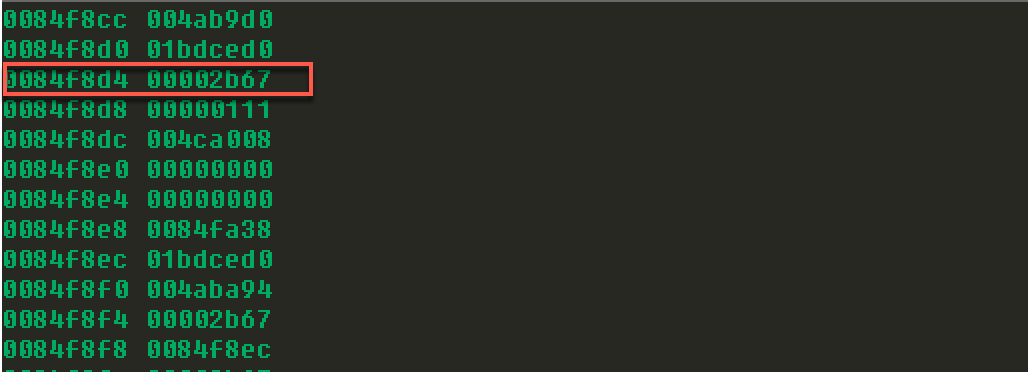 0084f8cc 004ab9d0
0084f8d0 01bdced0
0084f8d4 00002b67
0084f8d8 00000111
0084f8dc 004ca008
0084f8e0 00000000
0084f8e4 00000000
0084f8e8 0084fa38
0084f8ec 01bdced0
0084f8f0 004aba94
0084f8f4 00002b67
0084f8f8 0084f8ec